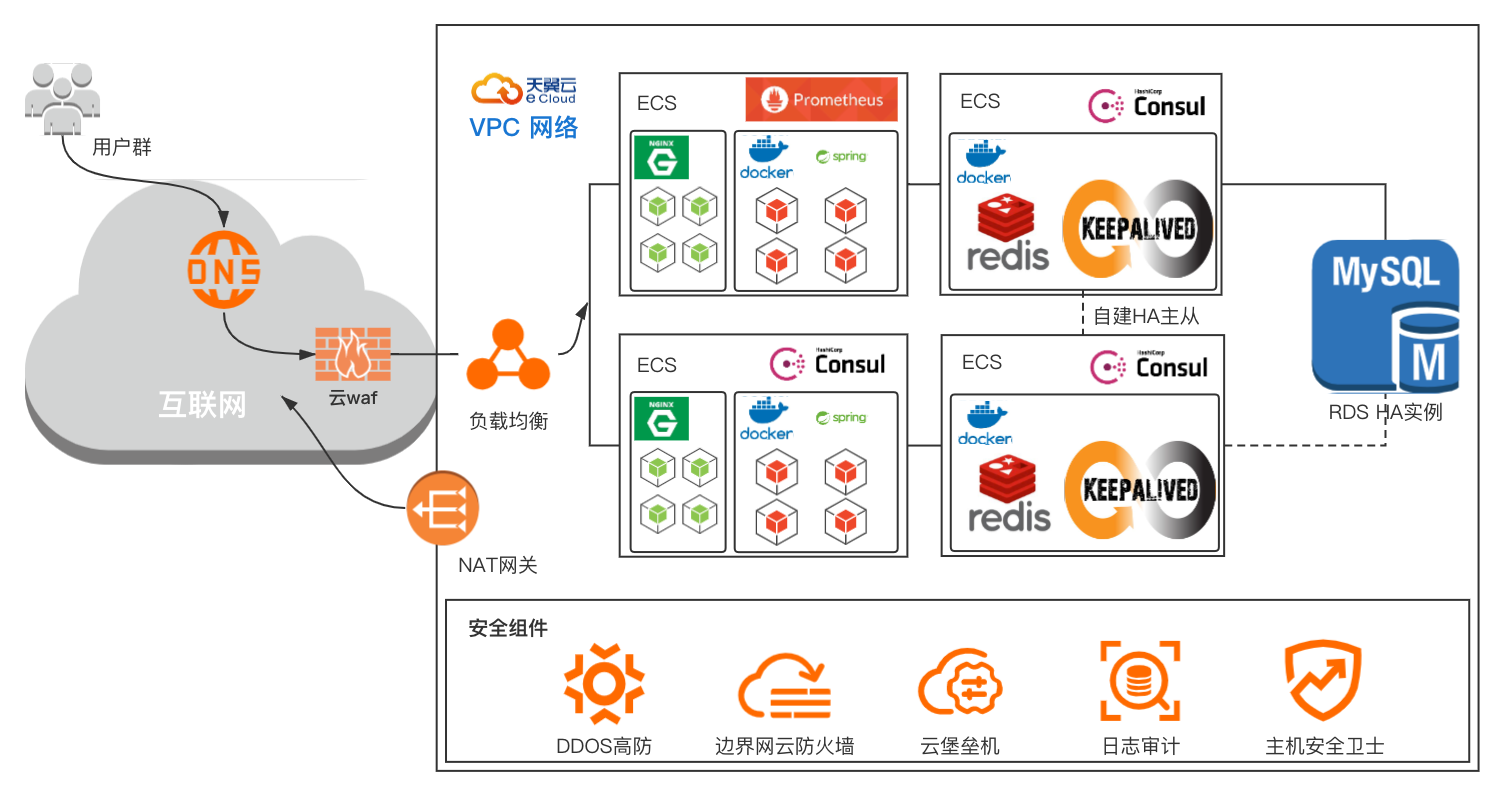 用户群
DNS
互联网
云waf
天翼云
e Cloud
VPC 网络
负载均衡
NAT网关
ECS
Prometheus
NGINX
G
docker
spring
ECS
HashiCorp
Consul
docker
redis
KEEPALIVED
自建HA主从
ECS
HashiCorp
Consul
NGINX
G
docker
spring
ECS
HashiCorp
Consul
docker
redis
KEEPALIVED
MySQL
M
RDS HA实例
安全组件
DDOS高防
边界网云防火墙
云堡垒机
日志审计
主机安全卫士